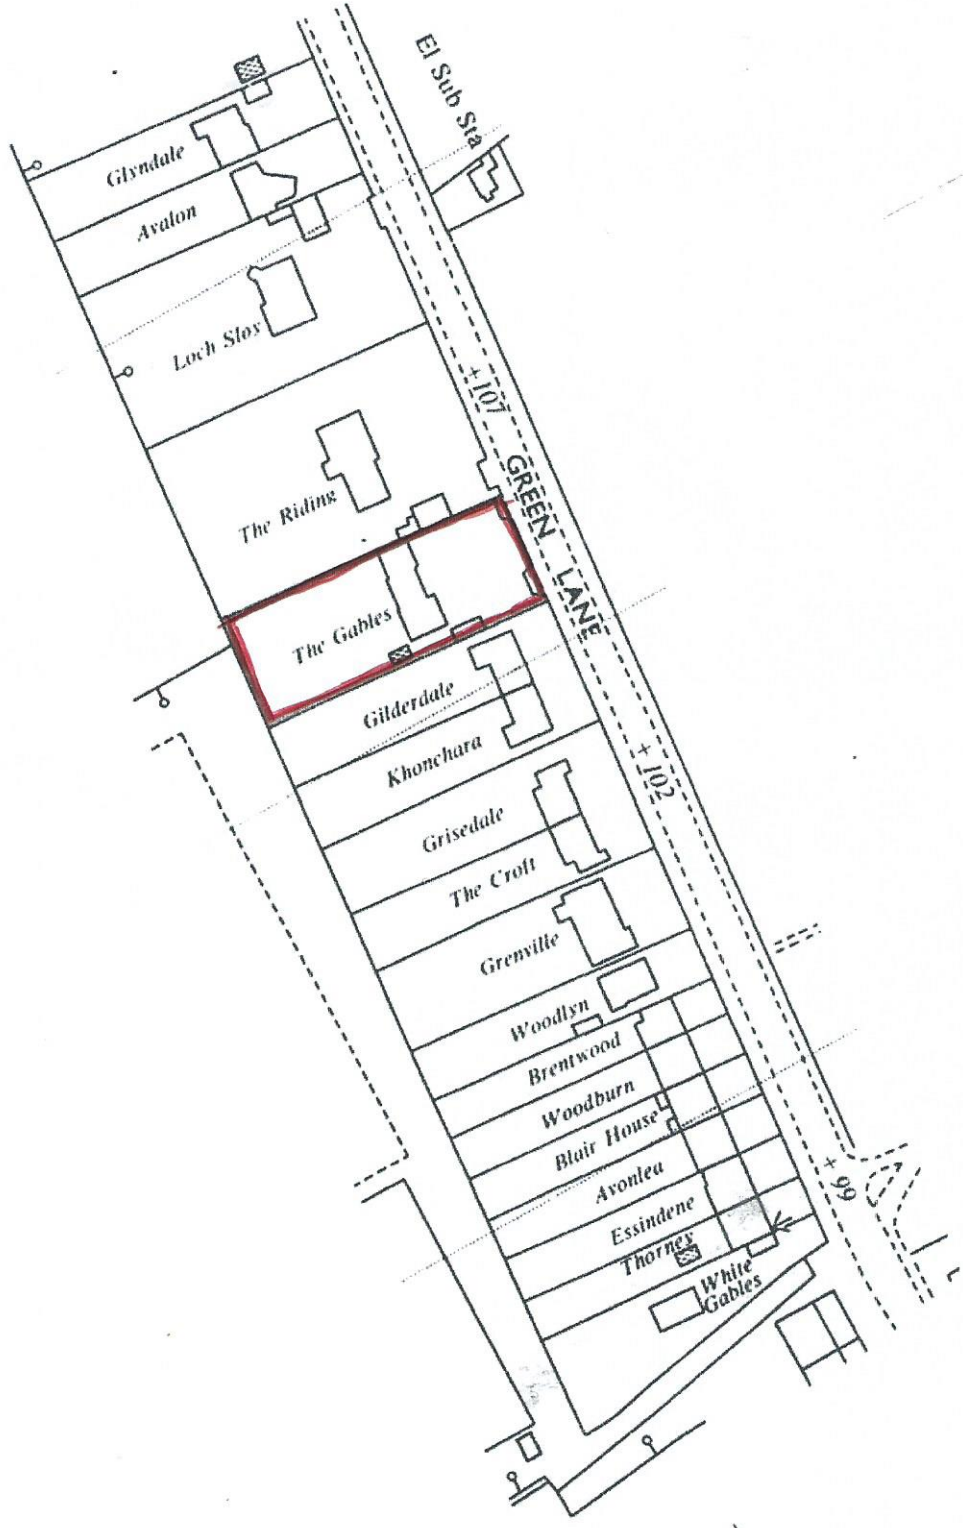 El Sub Sta
Glyndale
Avalon
Loch Sloy
+ 107
The Riding
GREEN LANE
The Gables
Gilderdale
Khonchara
+ 102
Grisedale
The Croft
Grenville
Woodlyn
Brentwood
Woodburn
Blair House
Avonlea
+ 99
Essindene
Thorney
White
Gables
L